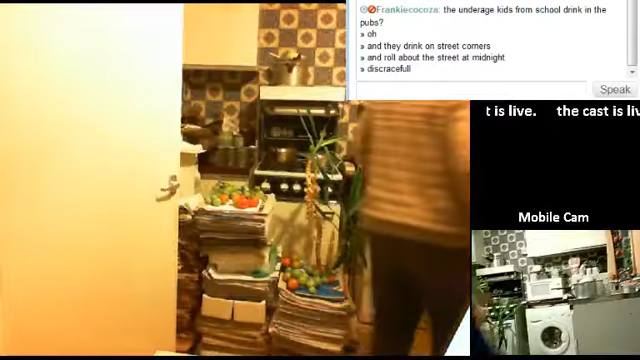 Frankiecocoza: the underage kids from school drink in the
pubs?
» oh
» and they drink on street corners
» and roll about the street at midnight
» discracefull
Speak
t is live. the cast is liv
Mobile Cam